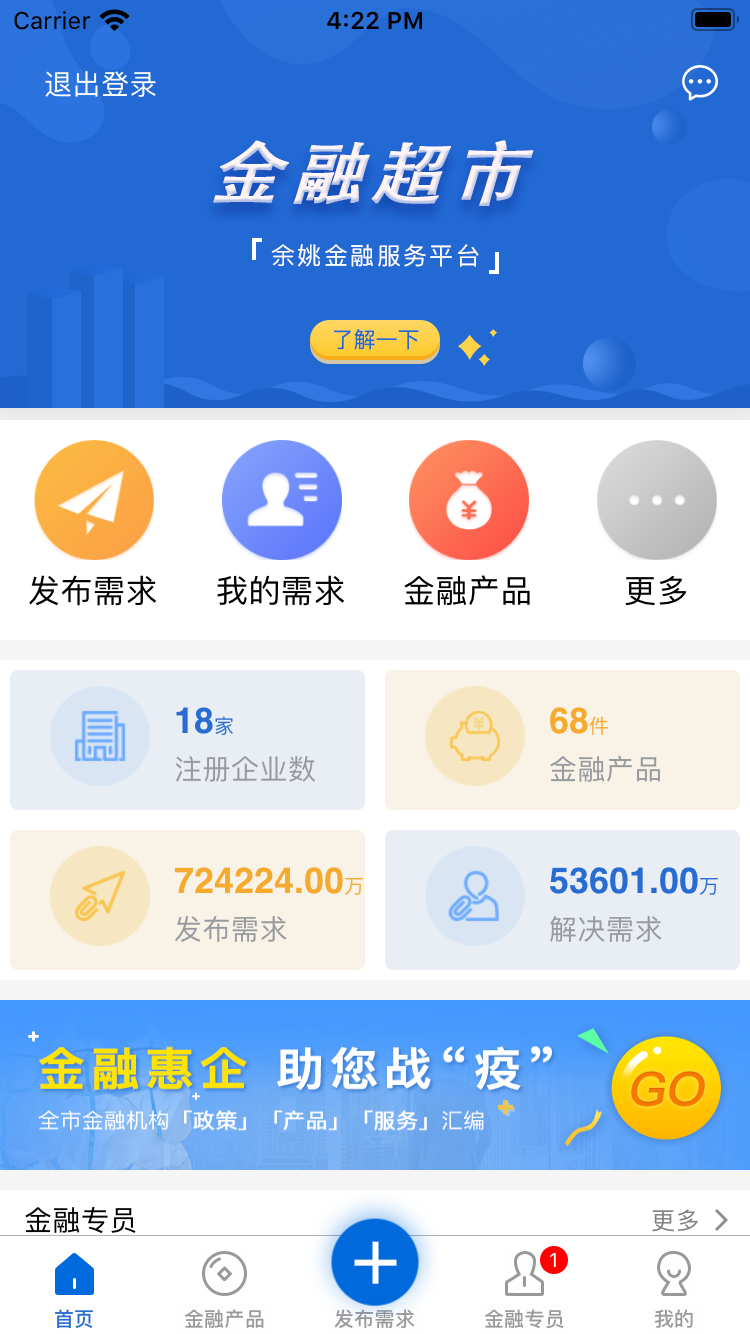 Carrier 4:22 PM
退出登录
金融超市
「余姚金融服务平台」
了解一下
发布需求 我的需求 金融产品 更多
18家 68件
注册企业数 金融产品
724224.00万 53601.00万
发布需求 解决需求
金融惠企 助您战“疫”
全市金融机构「政策」「产品」「服务」汇编
GO
金融专员 更多
1
首页 金融产品 发布需求 金融专员 我的